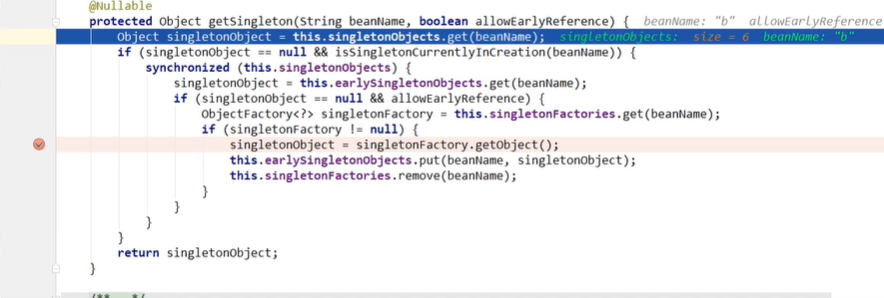 @Nullable
protected Object getSingleton(String beanName, boolean allowEarlyReference) {  beanName: "b"  allowEarlyReference
Object singletonObject = this.singletonObjects.get(beanName);  singletonObjects:  size = 6  beanName: "b"
if (singletonObject == null && isSingletonCurrentlyInCreation(beanName)) {
synchronized (this.singletonObjects) {
singletonObject = this.earlySingletonObjects.get(beanName);
if (singletonObject == null && allowEarlyReference) {
ObjectFactory<?> singletonFactory = this.singletonFactories.get(beanName);
if (singletonFactory != null) {
singletonObject = singletonFactory.getObject();
this.earlySingletonObjects.put(beanName, singletonObject);
this.singletonFactories.remove(beanName);
}
}
}
}
return singletonObject;
}
/** */